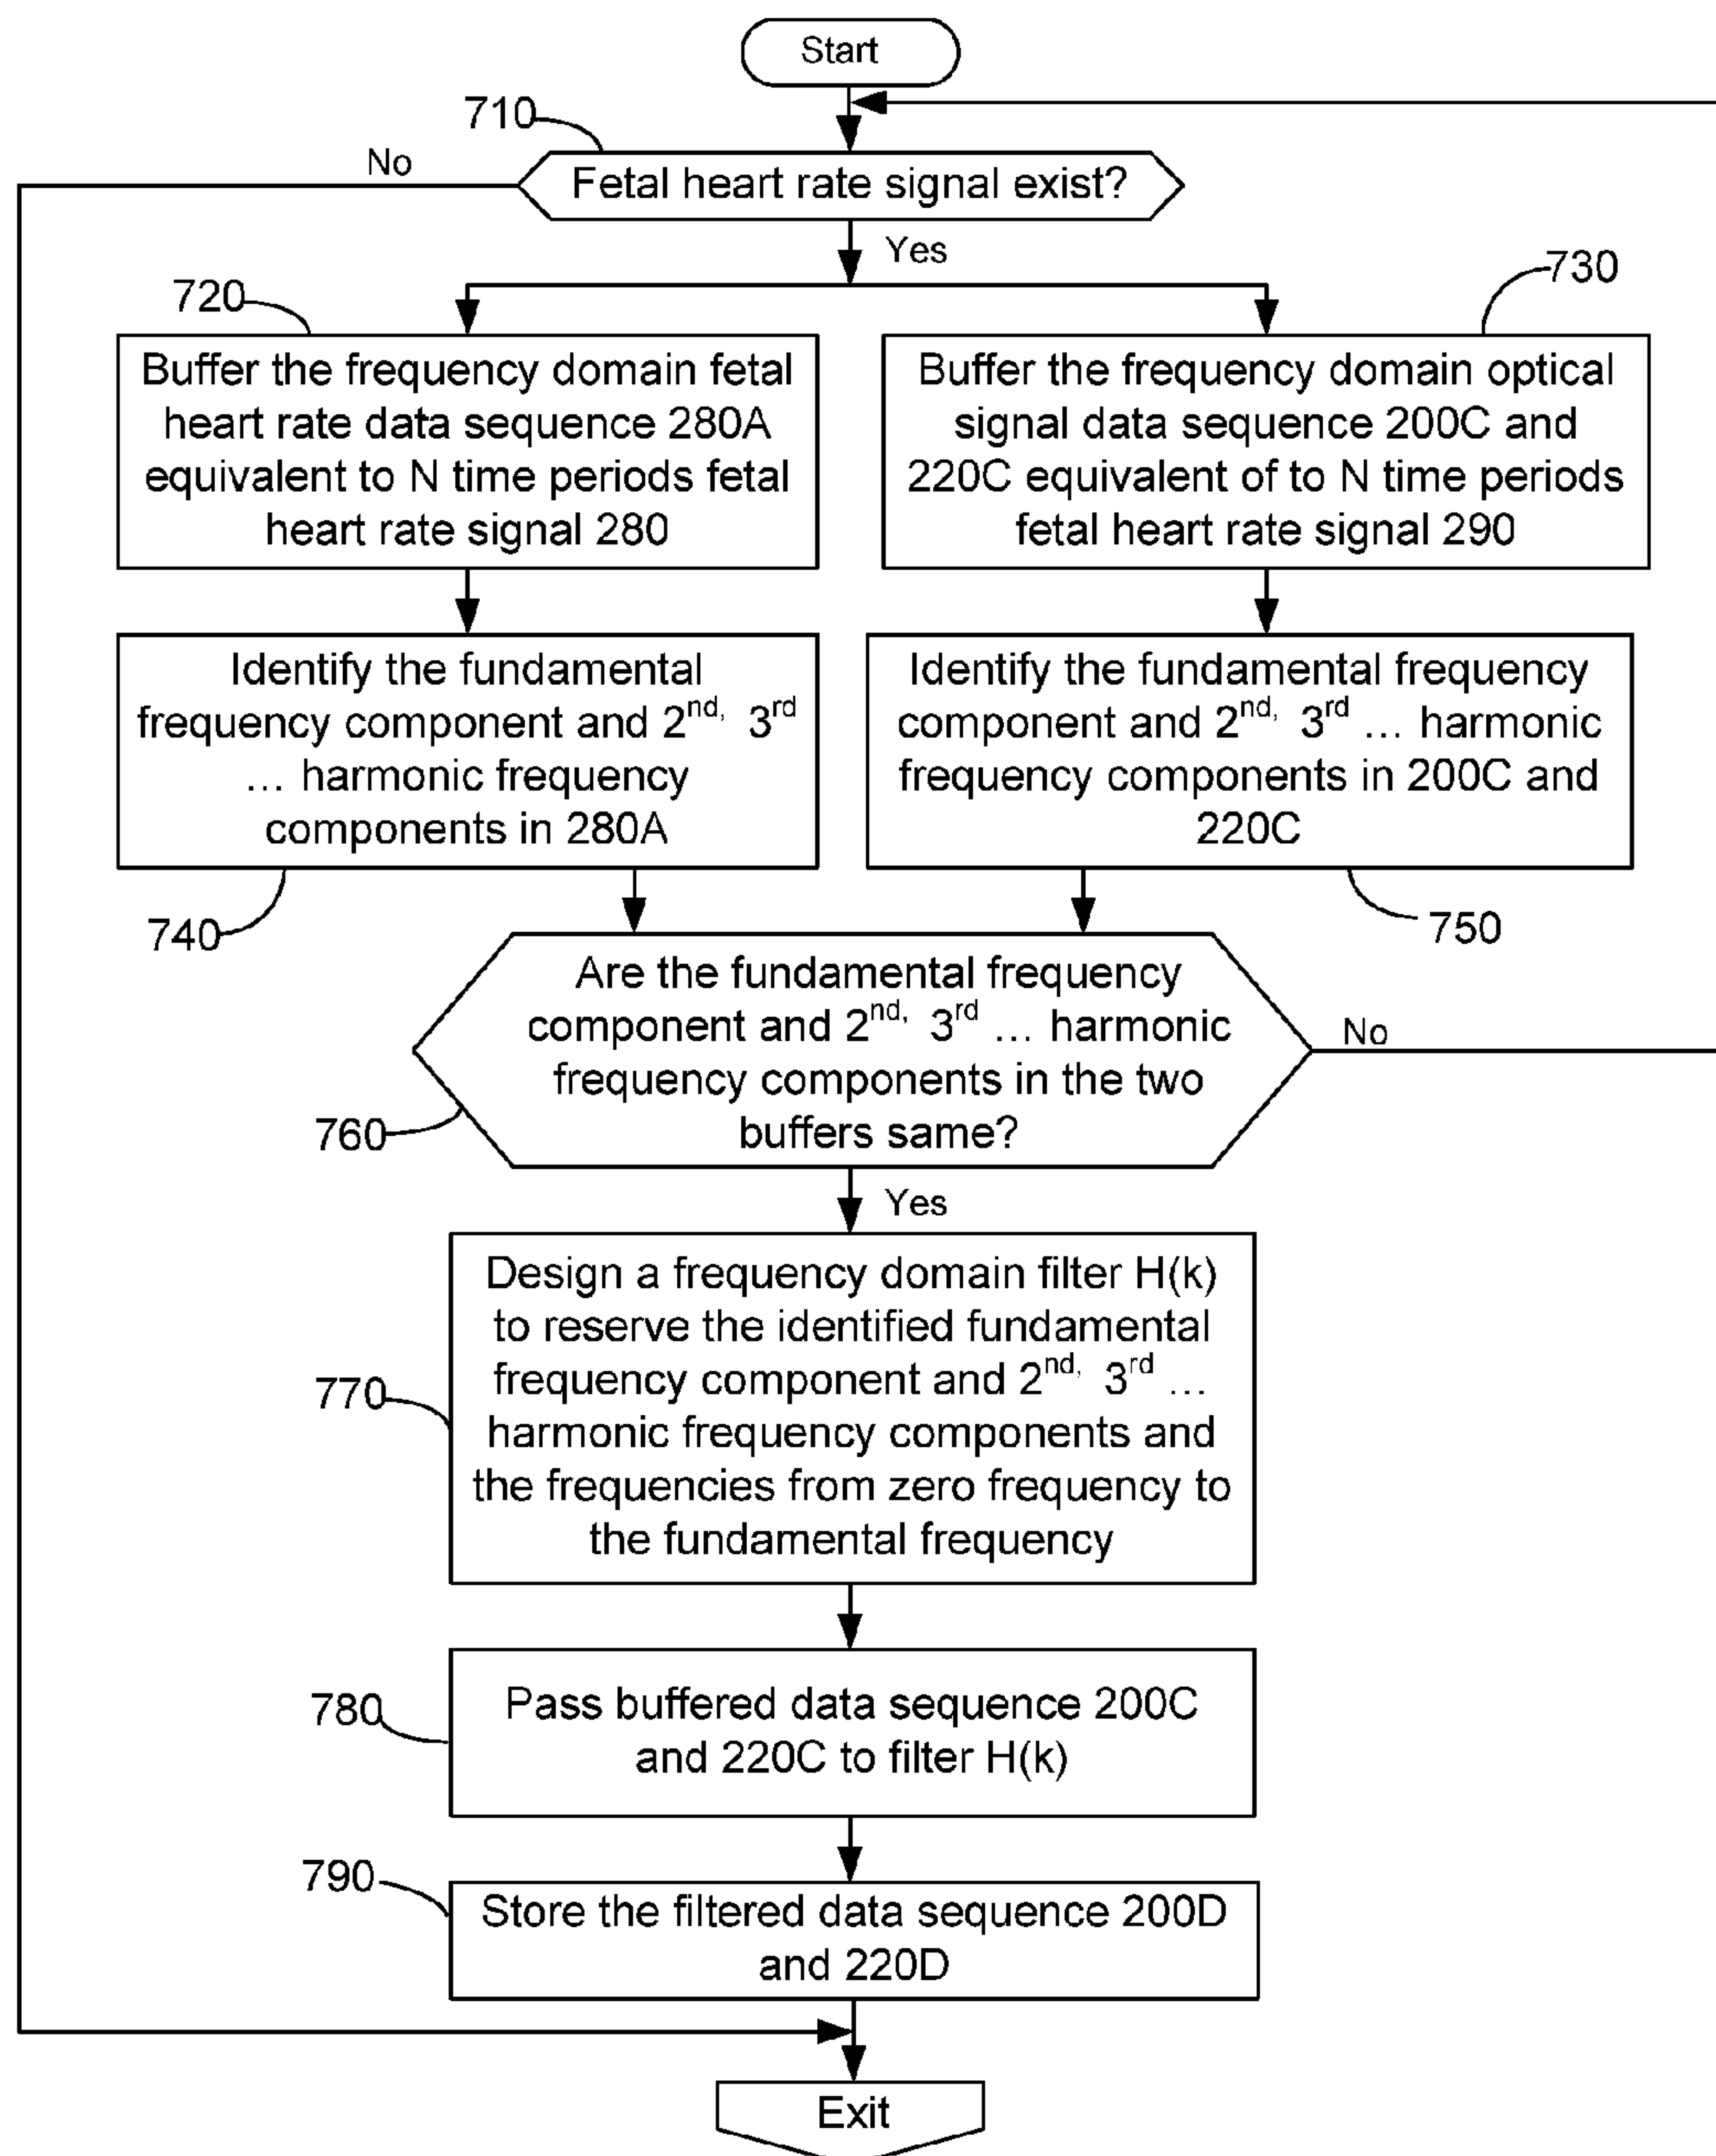 Start
710
No
Fetal heart rate signal exist?
Yes
720
730
Buffer the frequency domain fetal
heart rate data sequence 280A
equivalent to N time periods fetal
heart rate signal 280
Buffer the frequency domain optical
signal data sequence 200C and
220C equivalent of to N time periods
fetal heart rate signal 290
Identify the fundamental
frequency component and 2nd, 3rd
... harmonic frequency
components in 280A
Identify the fundamental frequency
component and 2nd, 3rd ... harmonic
frequency components in 200C and
220C
740
750
Are the fundamental frequency
component and 2nd, 3rd ... harmonic
frequency components in the two
buffers same?
No
760
Yes
Design a frequency domain filter H(k)
to reserve the identified fundamental
frequency component and 2nd, 3rd ...
harmonic frequency components and
the frequencies from zero frequency to
the fundamental frequency
770
780
Pass buffered data sequence 200C
and 220C to filter H(k)
790
Store the filtered data sequence 200D
and 220D
Exit